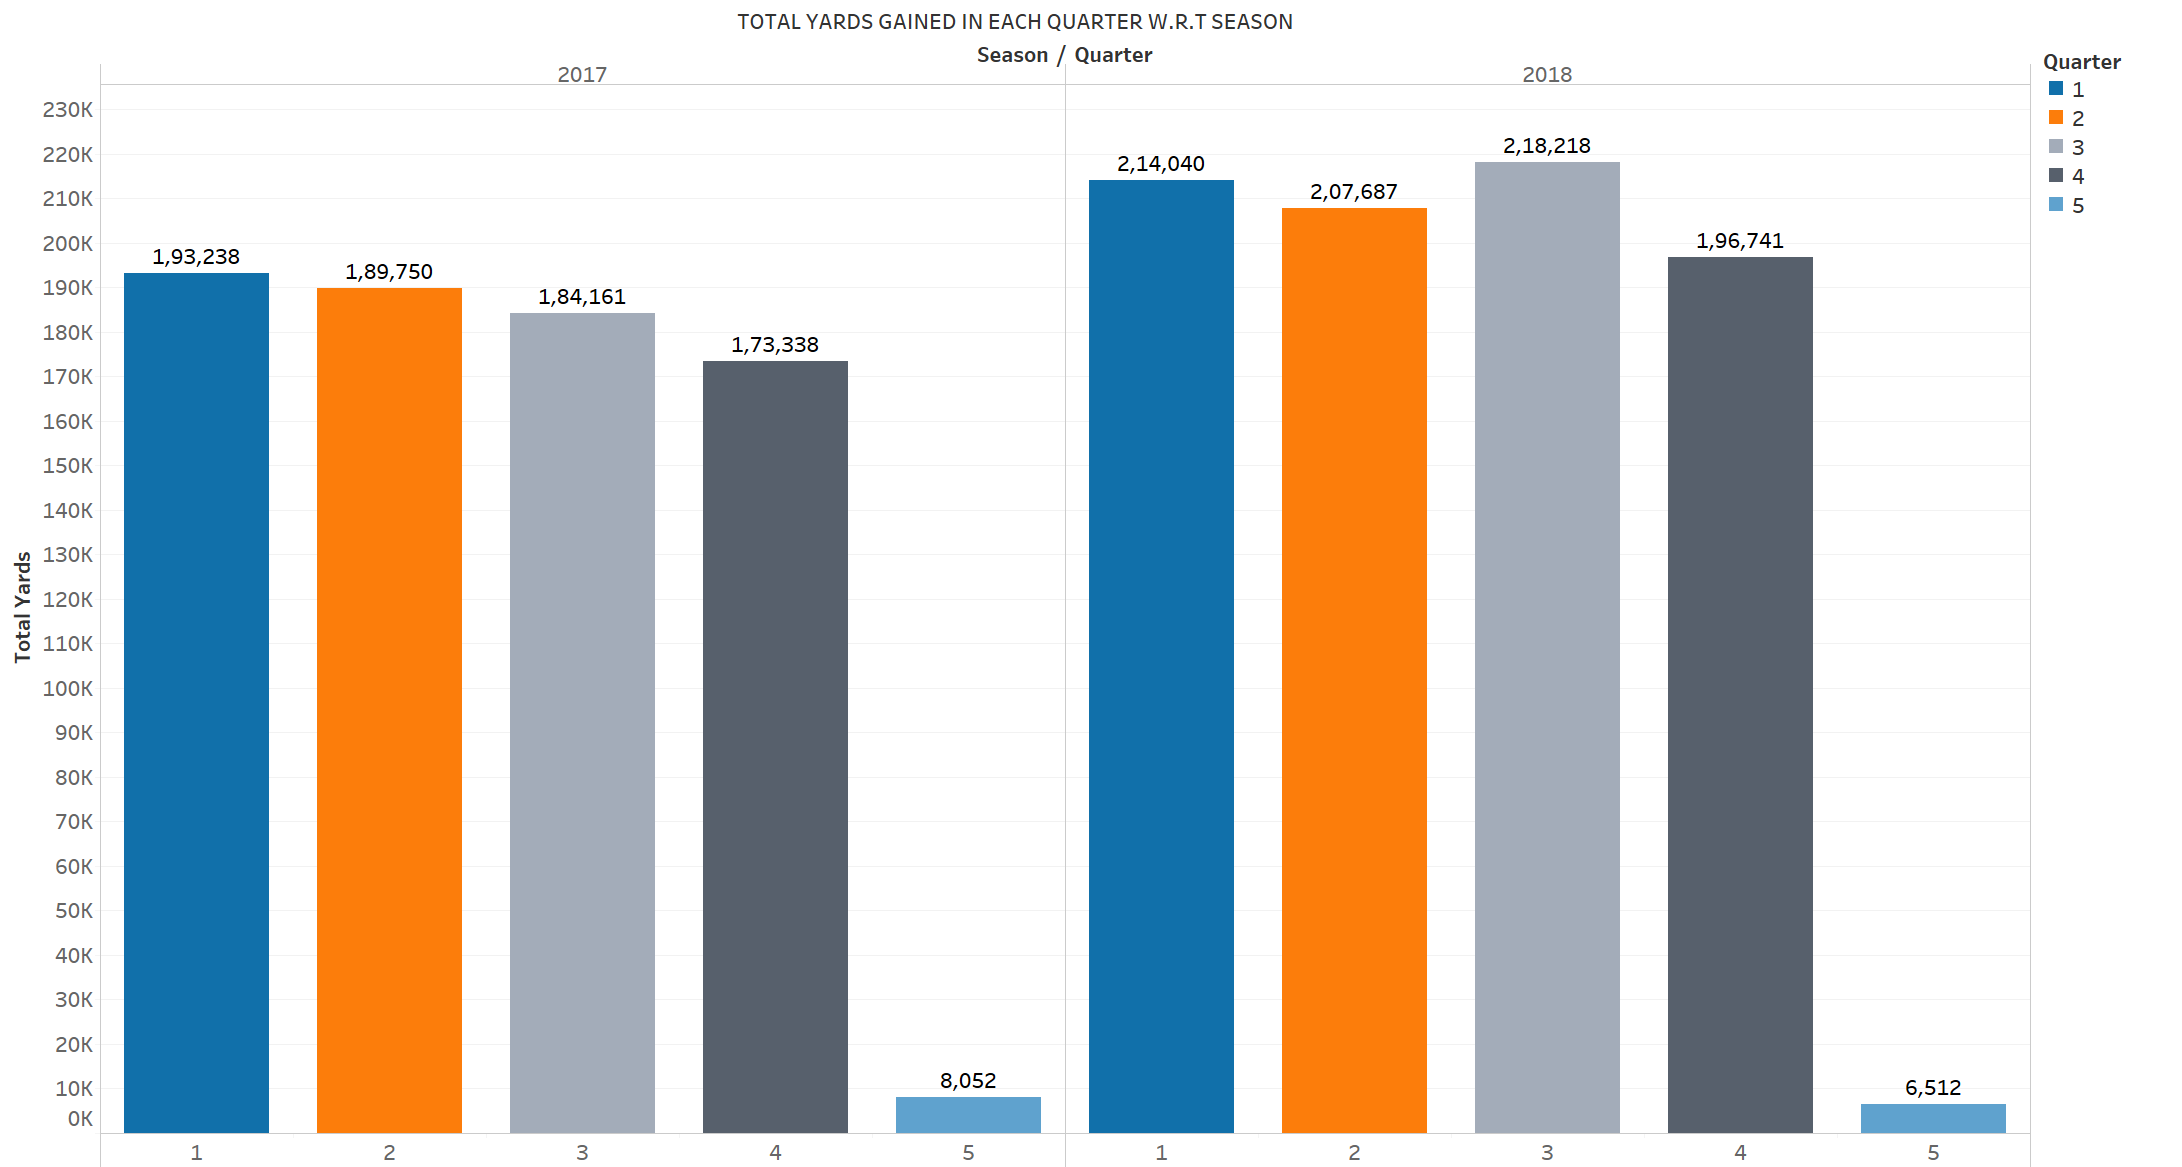 TOTAL YARDS GAINED IN EACH QUARTER W.R.T SEASON
Season / Quarter
2017
2018
Quarter
1
2
3
4
5
Total Yards
230K
220K
210K
200K
190K
180K
170K
160K
150K
140K
130K
120K
110K
100K
90K
80K
70K
60K
50K
40K
30K
20K
10K
0K
1,93,238
1,89,750
1,84,161
1,73,338
8,052
2,14,040
2,07,687
2,18,218
1,96,741
6,512
1 2 3 4 5 1 2 3 4 5